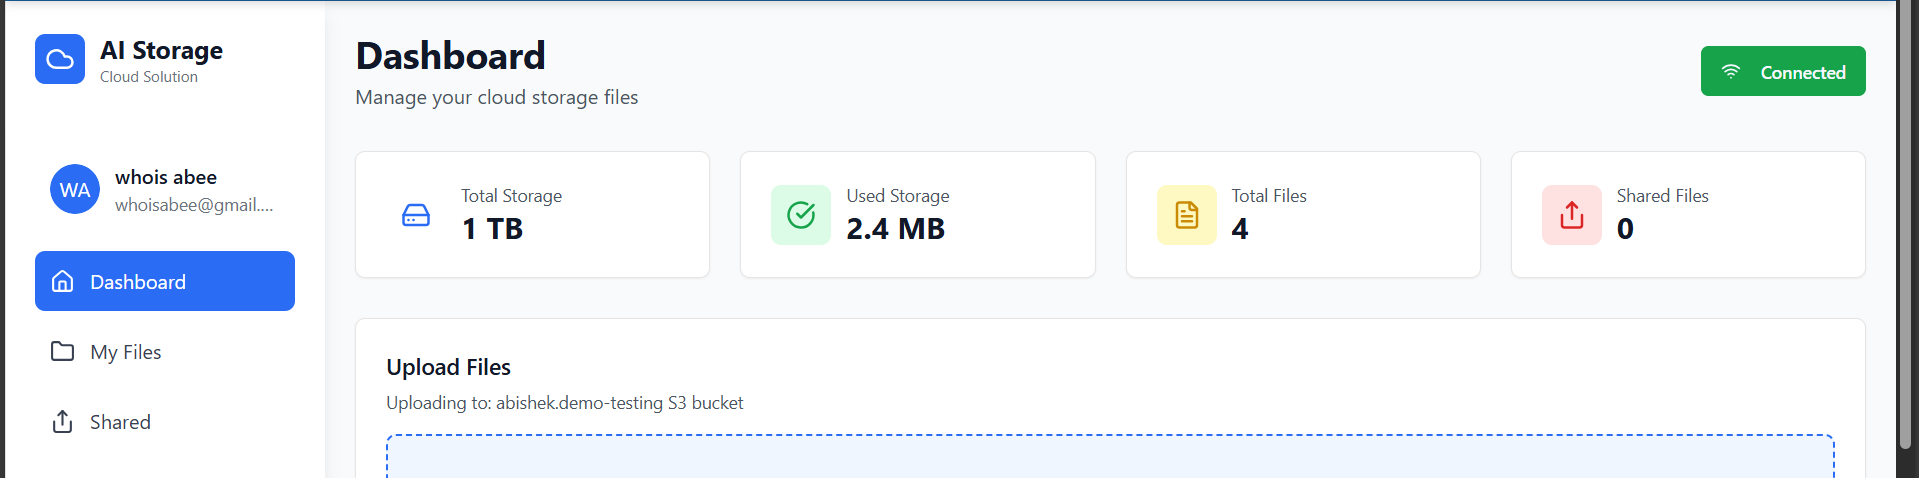 AI Storage
Cloud Solution
WA
whois abee
whoisabee@gmail....
Dashboard
My Files
Shared
Dashboard
Manage your cloud storage files
Connected
Total Storage
1 TB
Used Storage
2.4 MB
Total Files
4
Shared Files
0
Upload Files
Uploading to: abishek.demo-testing S3 bucket